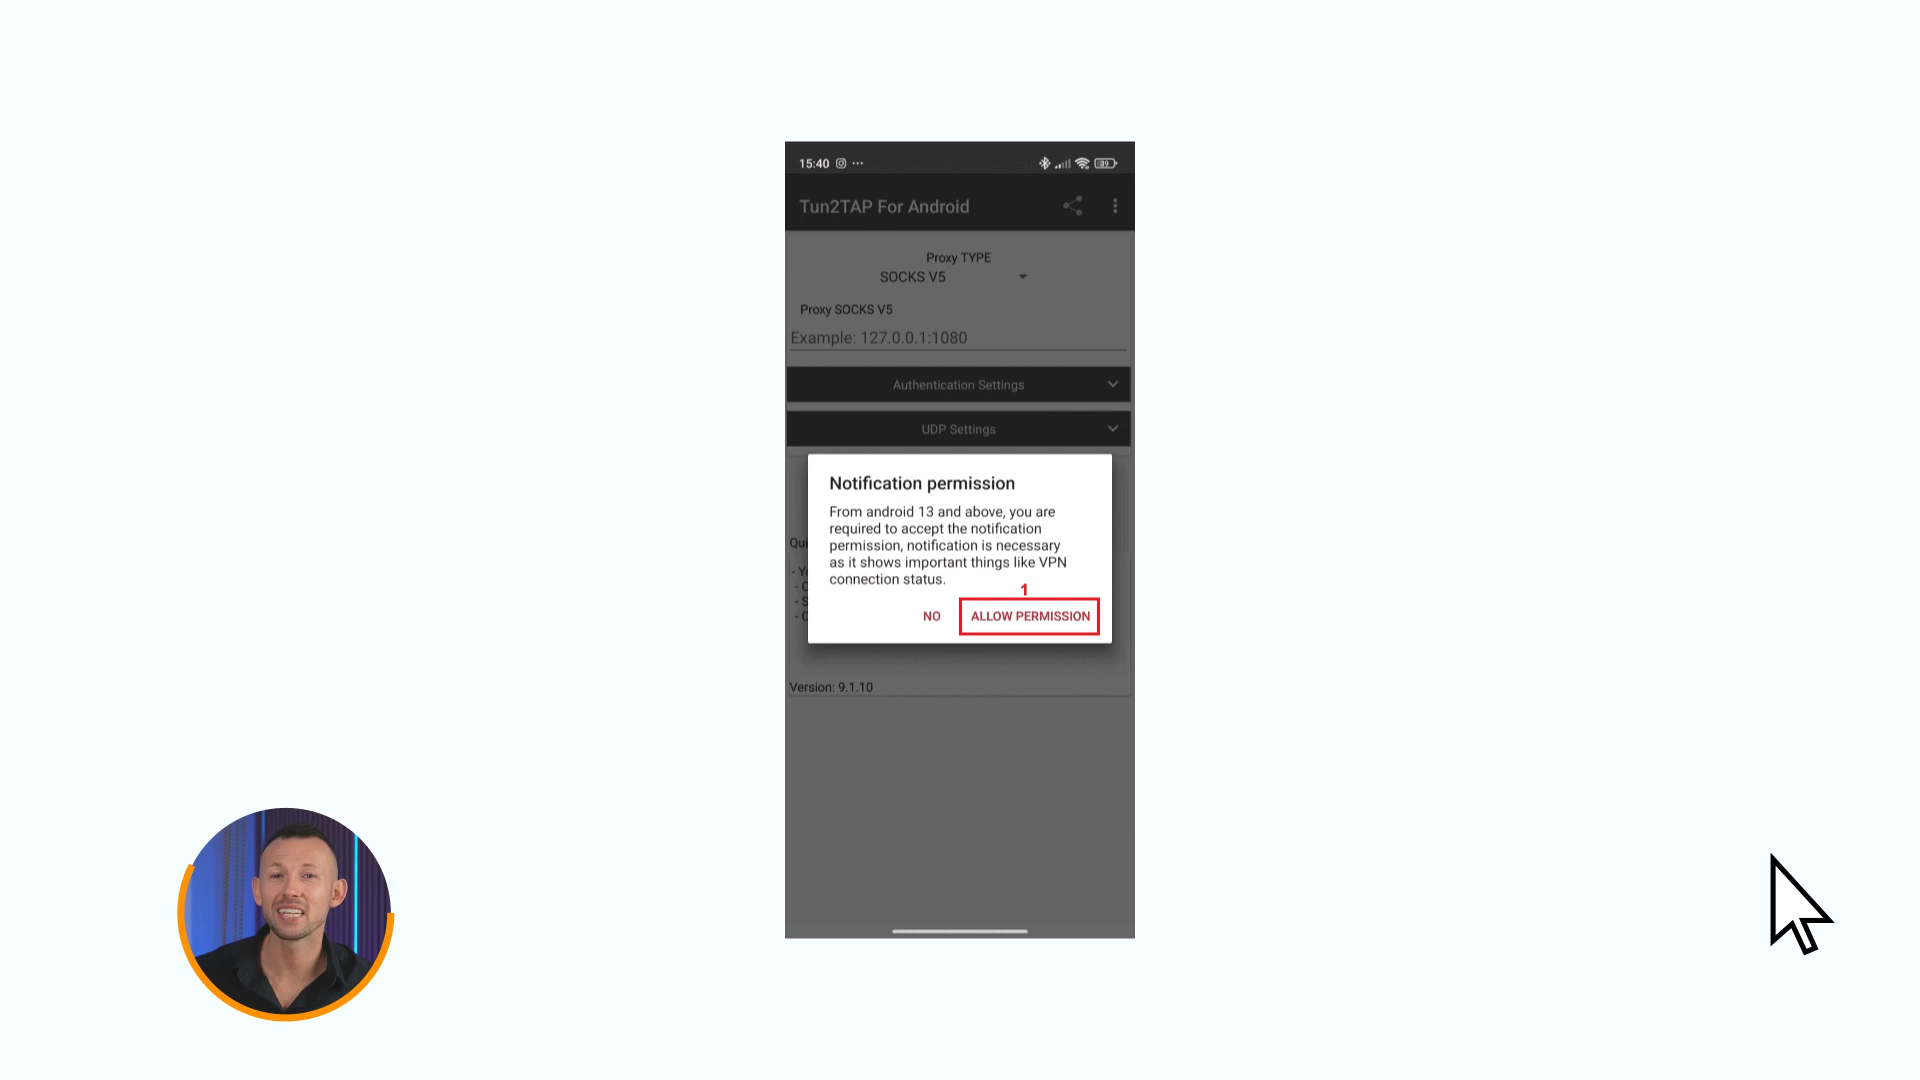 15:40
39
Tun2TAP For Android
Proxy TYPE
SOCKS V5
Proxy SOCKS V5
Example: 127.0.0.1:1080
Authentication Settings
UDP Settings
Notification permission
From android 13 and above, you are
required to accept the notification
permission, notification is necessary
as it shows important things like VPN
connection status.
1
NO
ALLOW PERMISSION
Version: 9.1.10